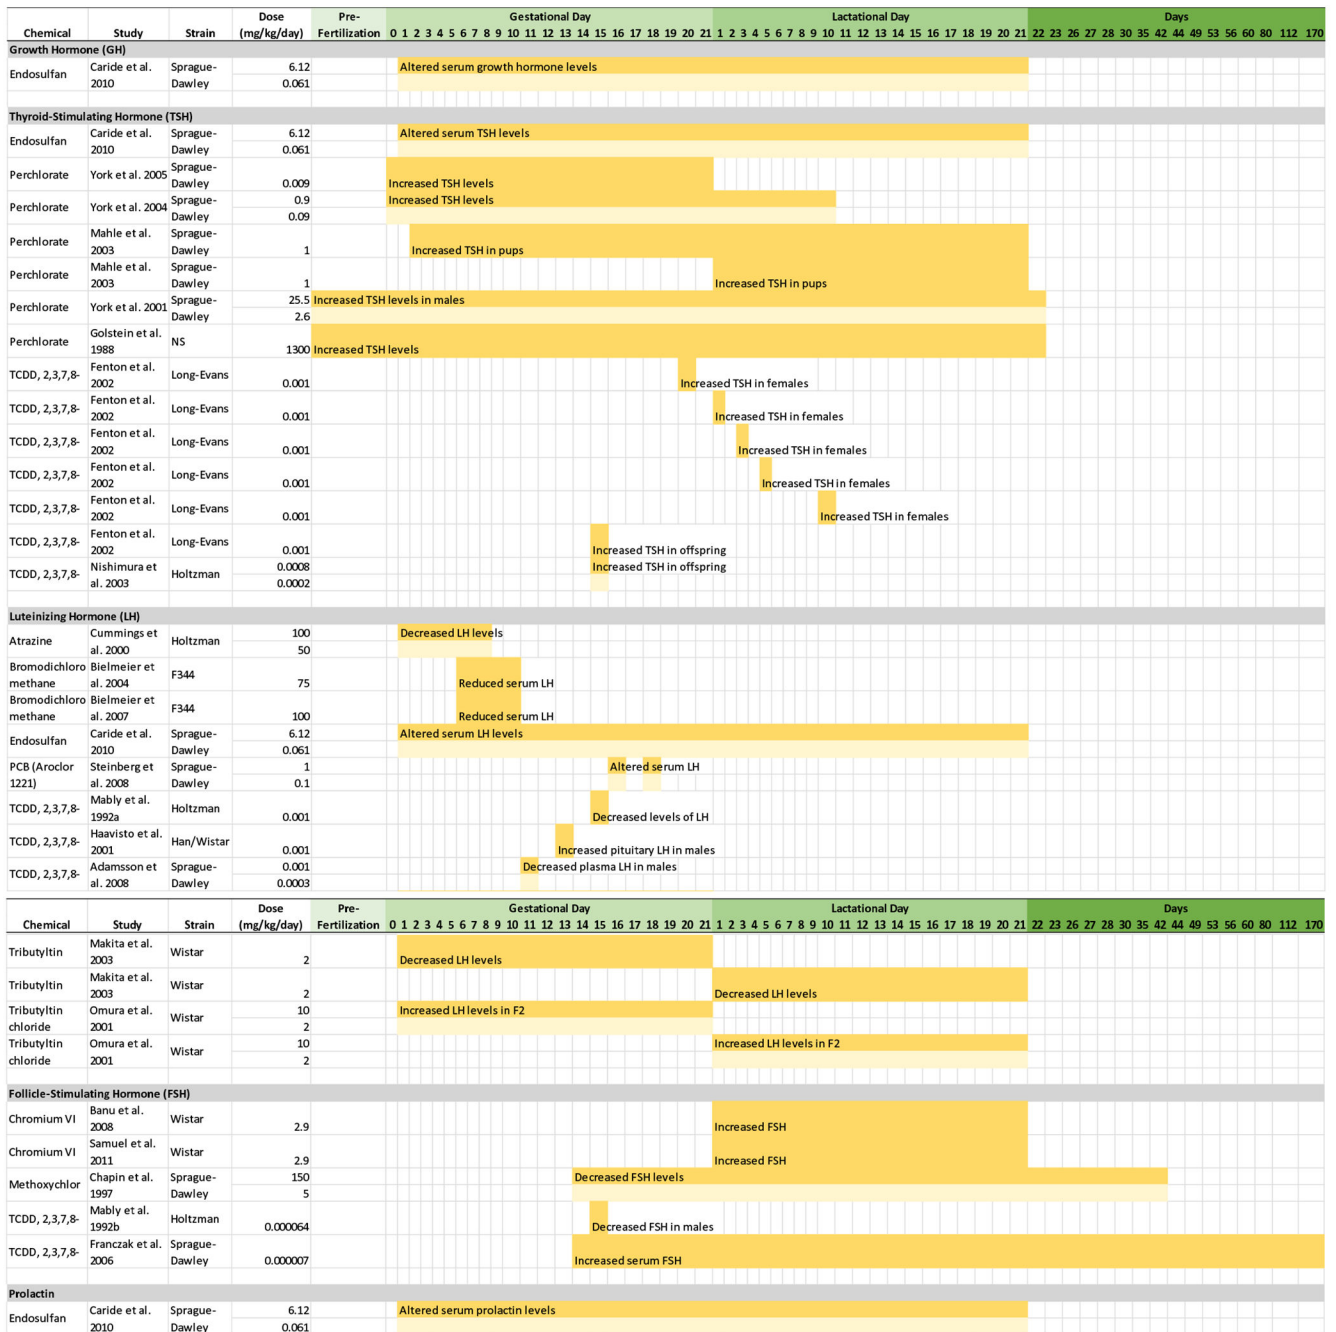 Dose Pre- Gestational Day Lactational Day Days
Chemical Study Strain (mg/kg/day) Fertilization 0 1 2 3 4 5 6 7 8 9 10 11 12 13 14 15 16 17 18 19 20 21 1 2 3 4 5 6 7 8 9 10 11 12 13 14 15 16 17 18 19 20 21 22 23 26 27 28 30 35 42 44 49 53 56 60 80 112 170
Growth Hormone (GH)
Endosulfan Caride et al. 2010 Sprague-Dawley 6.12 Altered serum growth hormone levels
0.061
Thyroid-Stimulating Hormone (TSH)
Endosulfan Caride et al. 2010 Sprague-Dawley 6.12 Altered serum TSH levels
0.061
Perchlorate York et al. 2005 Sprague-Dawley 0.009 Increased TSH levels
Perchlorate York et al. 2004 Sprague-Dawley 0.9 Increased TSH levels
0.09
Perchlorate Mahle et al. 2003 Sprague-Dawley 1 Increased TSH in pups
Perchlorate Mahle et al. 2003 Sprague-Dawley 1 Increased TSH in pups
Perchlorate York et al. 2001 Sprague-Dawley 25.5 Increased TSH levels in males
2.6
Perchlorate Golstein et al. 1988 NS 1300 Increased TSH levels
TCDD, 2,3,7,8- Fenton et al. 2002 Long-Evans 0.001 Increased TSH in females
TCDD, 2,3,7,8- Fenton et al. 2002 Long-Evans 0.001 Increased TSH in females
TCDD, 2,3,7,8- Fenton et al. 2002 Long-Evans 0.001 Increased TSH in females
TCDD, 2,3,7,8- Fenton et al. 2002 Long-Evans 0.001 Increased TSH in females
TCDD, 2,3,7,8- Fenton et al. 2002 Long-Evans 0.001 Increased TSH in females
TCDD, 2,3,7,8- Fenton et al. 2002 Long-Evans 0.001 Increased TSH in offspring
TCDD, 2,3,7,8- Nishimura et al. 2003 Holtzman 0.0008 Increased TSH in offspring
0.0002
Luteinizing Hormone (LH)
Atrazine Cummings et al. 2000 Holtzman 100 Decreased LH levels
50
Bromodichloro methane Bielmeier et al. 2004 F344 75 Reduced serum LH
Bromodichloro methane Bielmeier et al. 2007 F344 100 Reduced serum LH
Endosulfan Caride et al. 2010 Sprague-Dawley 6.12 Altered serum LH levels
0.061
PCB (Aroclor 1221) Steinberg et al. 2008 Sprague-Dawley 1 Altered serum LH
0.1
TCDD, 2,3,7,8- Mably et al. 1992a Holtzman 0.001 Decreased levels of LH
TCDD, 2,3,7,8- Haavisto et al. 2001 Han/Wistar 0.001 Increased pituitary LH in males
TCDD, 2,3,7,8- Adamsson et al. 2008 Sprague-Dawley 0.001 Decreased plasma LH in males
0.0003
Dose Pre- Gestational Day Lactational Day Days
Chemical Study Strain (mg/kg/day) Fertilization 0 1 2 3 4 5 6 7 8 9 10 11 12 13 14 15 16 17 18 19 20 21 1 2 3 4 5 6 7 8 9 10 11 12 13 14 15 16 17 18 19 20 21 22 23 26 27 28 30 35 42 44 49 53 56 60 80 112 170
Tributyltin Makita et al. 2003 Wistar 2 Decreased LH levels
Tributyltin Makita et al. 2003 Wistar 2 Decreased LH levels
Tributyltin chloride Omura et al. 2001 Wistar 10 Increased LH levels in F2
2
Tributyltin chloride Omura et al. 2001 Wistar 10 Increased LH levels in F2
2
Follicle-Stimulating Hormone (FSH)
Chromium VI Banu et al. 2008 Wistar 2.9 Increased FSH
Chromium VI Samuel et al. 2011 Wistar 2.9 Increased FSH
Methoxychlor Chapin et al. 1997 Sprague-Dawley 150 Decreased FSH levels
5
TCDD, 2,3,7,8- Mably et al. 1992b Holtzman 0.000064 Decreased FSH in males
TCDD, 2,3,7,8- Franczak et al. 2006 Sprague-Dawley 0.000007 Increased serum FSH
Prolactin
Endosulfan Caride et al. 2010 Sprague-Dawley 6.12 Altered serum prolactin levels
0.061